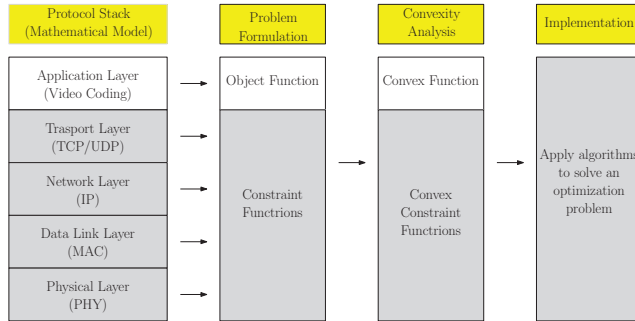 Protocol Stack
(Mathematical Model)
Problem
Formulation
Convexity
Analysis
Implementation
Application Layer
(Video Coding)
Trasport Layer
(TCP/UDP)
Network Layer
(IP)
Data Link Layer
(MAC)
Physical Layer
(PHY)
Object Function
Constraint
Functrions
Convex Function
Convex
Constraint
Functrions
Apply algorithms
to solve an
optimization
problem